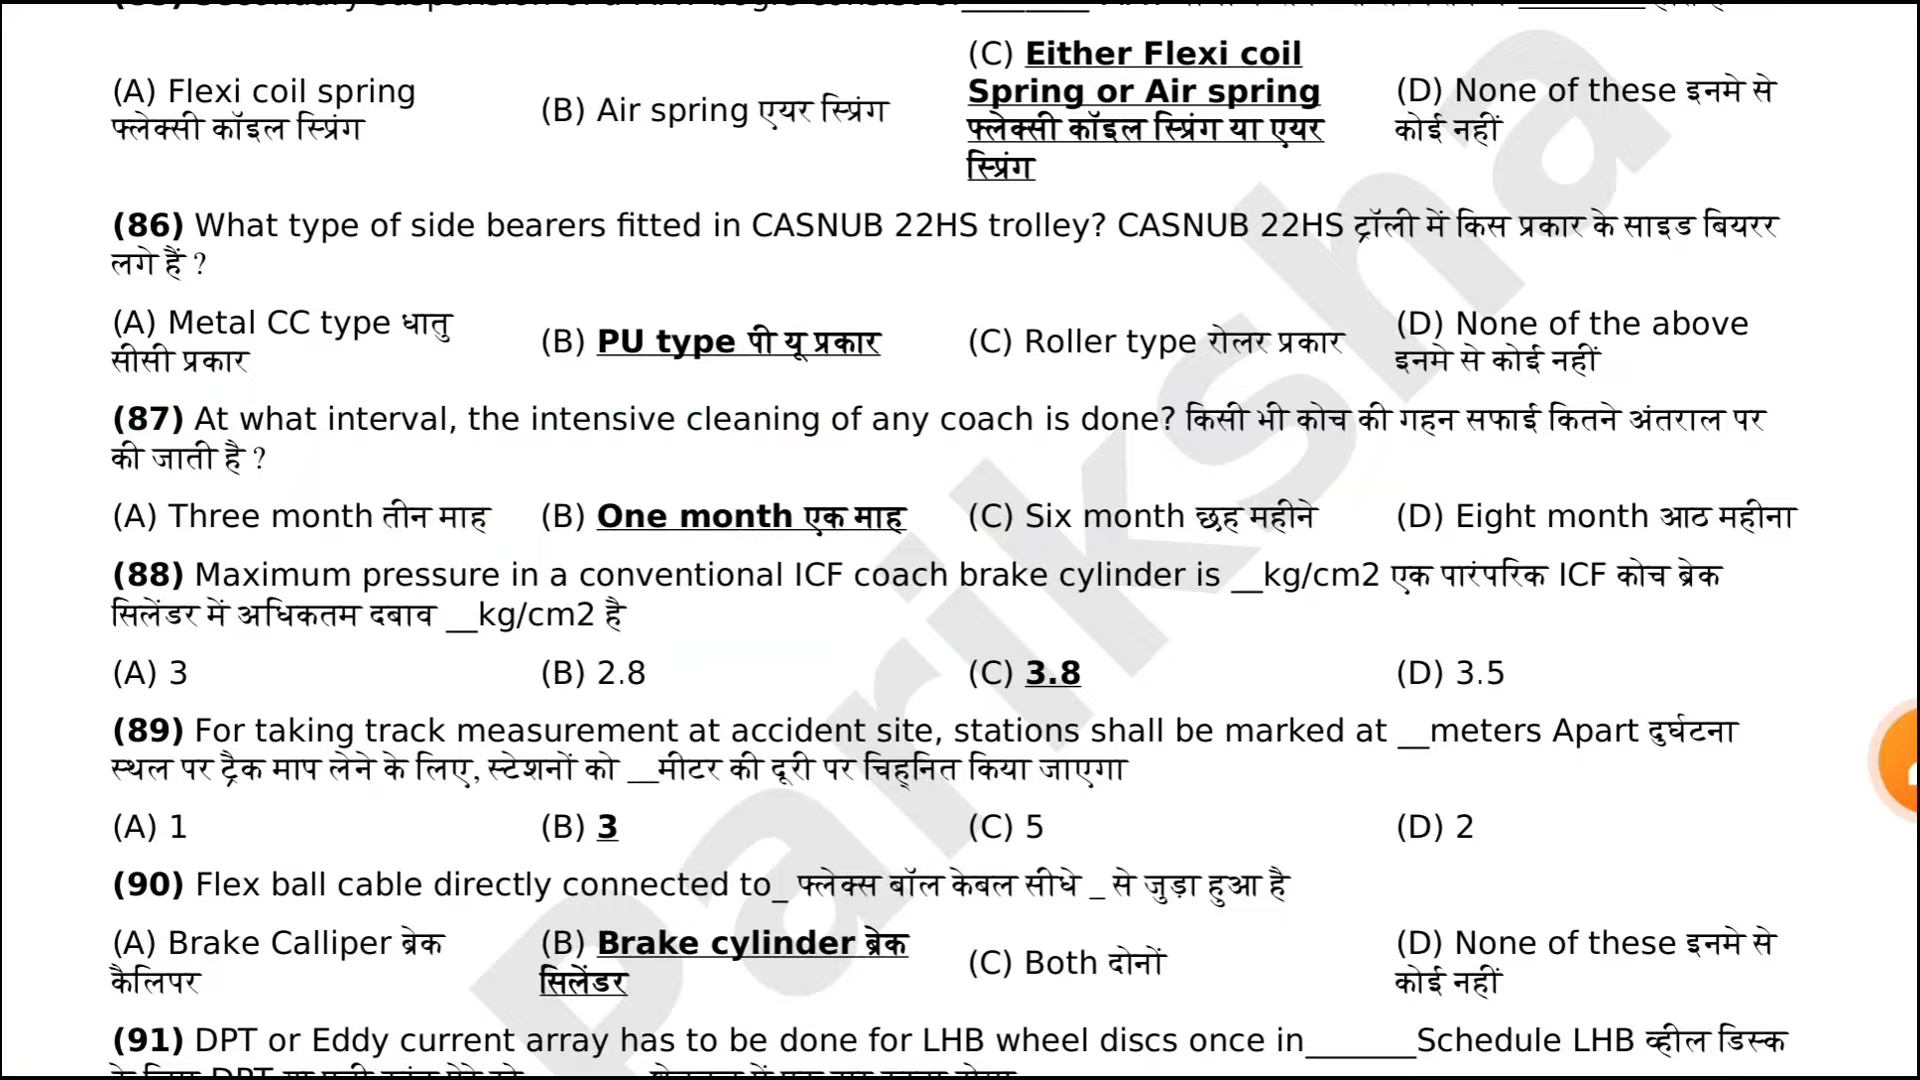 (C) Either Flexi coil
(A) Flexi coil spring
Spring or Air spring
(D) None of these इनमे से
फ्लेक्सी कॉइल स्प्रिंग
(B) Air spring एयर स्प्रिंग
फ्लेक्सी कॉइल स्प्रिंग या एयर
कोई नहीं
स्प्रिंग
(86) What type of side bearers fitted in CASNUB 22HS trolley? CASNUB 22HS ट्रॉली में किस प्रकार के साइड बियरर
लगे हैं ?
(A) Metal CC type धातु
सीसी प्रकार
(B) PU type पी यू प्रकार
(C) Roller type रोलर प्रकार
(D) None of the above
इनमे से कोई नहीं
(87) At what interval, the intensive cleaning of any coach is done? किसी भी कोच की गहन सफाई कितने अंतराल पर
की जाती है ?
(A) Three month तीन माह
(B) One month एक माह
(C) Six month छह महीने
(D) Eight month आठ महीना
(88) Maximum pressure in a conventional ICF coach brake cylinder is __kg/cm2 एक पारंपरिक ICF कोच ब्रेक
सिलेंडर में अधिकतम दबाव __kg/cm2 है
(A) 3
(B) 2.8
(C) 3.8
(D) 3.5
(89) For taking track measurement at accident site, stations shall be marked at __meters Apart दुर्घटना
स्थल पर ट्रैक माप लेने के लिए, स्टेशनों को __मीटर की दूरी पर चिह्नित किया जाएगा
(A) 1
(B) 3
(C) 5
(D) 2
(90) Flex ball cable directly connected to_ फ्लेक्स बॉल केबल सीधे _ से जुड़ा हुआ है
(A) Brake Calliper ब्रेक
कैलिपर
(B) Brake cylinder ब्रेक
सिलेंडर
(C) Both दोनों
(D) None of these इनमे से
कोई नहीं
(91) DPT or Eddy current array has to be done for LHB wheel discs once in_______Schedule LHB व्हील डिस्क
Pariksha